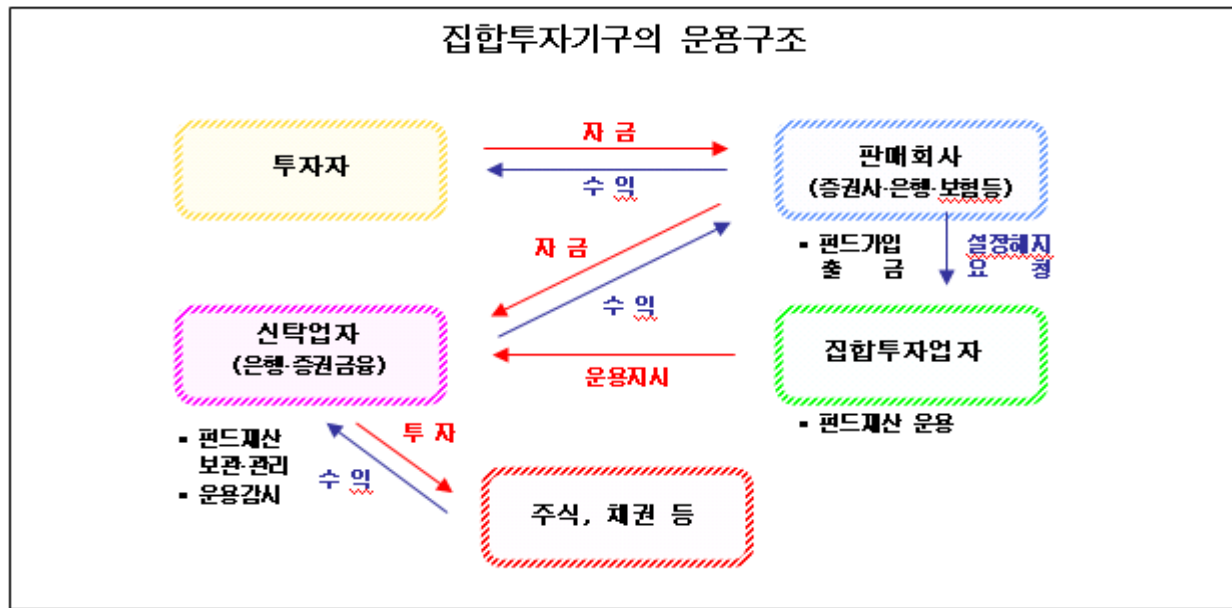 집합투자기구의 운용구조
투자자
자 금
수 익
판매회사
(증권사·은행·보험등)
자 금
수 익
▪ 펀드가입
출 금
설정해지
요 청
신탁업자
(은행·증권금융)
운용지시
집합투자업자
▪ 펀드재산
보관·관리
▪ 운용감시
투 자
수 익
▪ 펀드재산 운용
주식, 채권 등